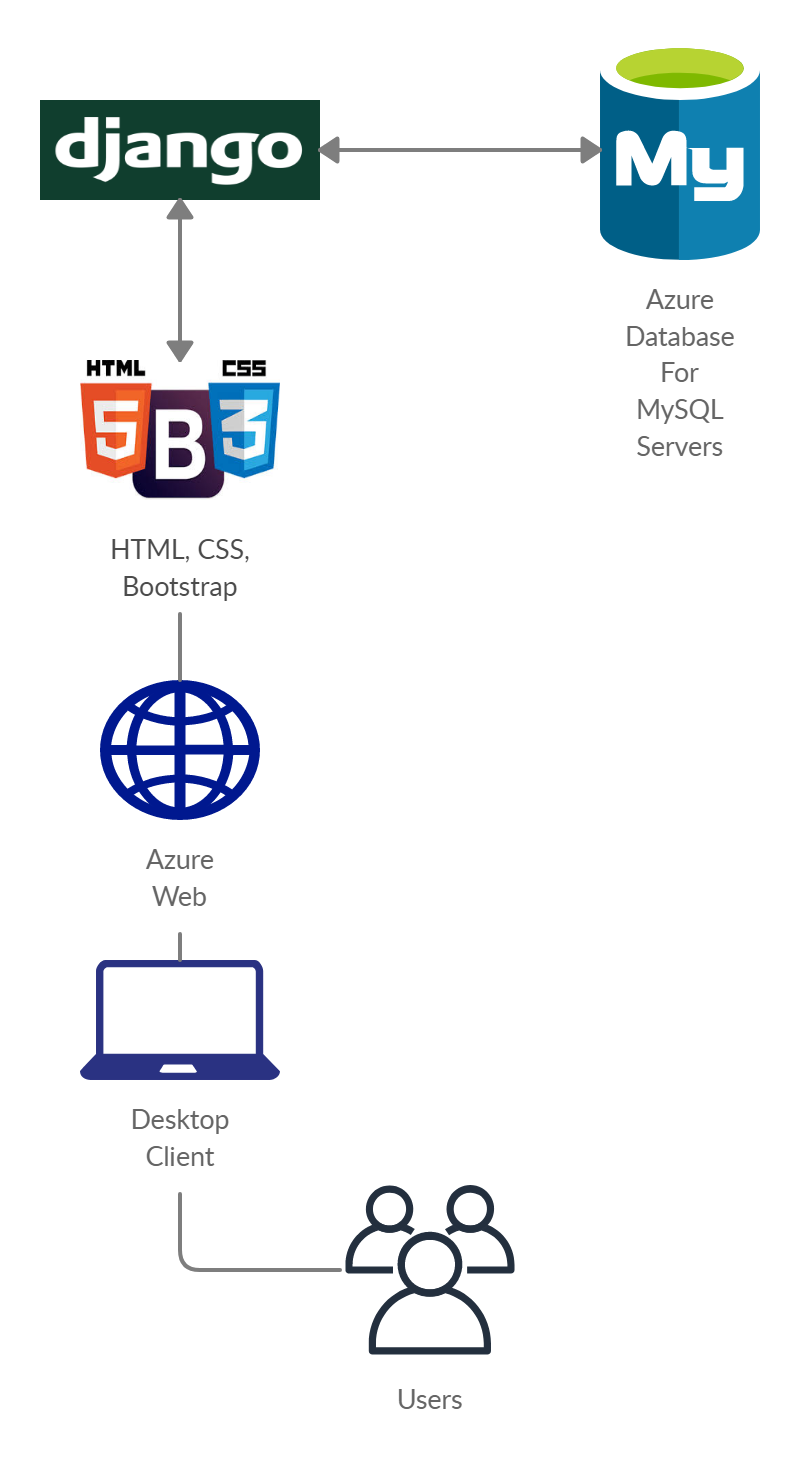 django
My
Azure
Database
For
MySQL
Servers
HTML CSS
5 B 3
HTML, CSS,
Bootstrap
Azure
Web
Desktop
Client
Users